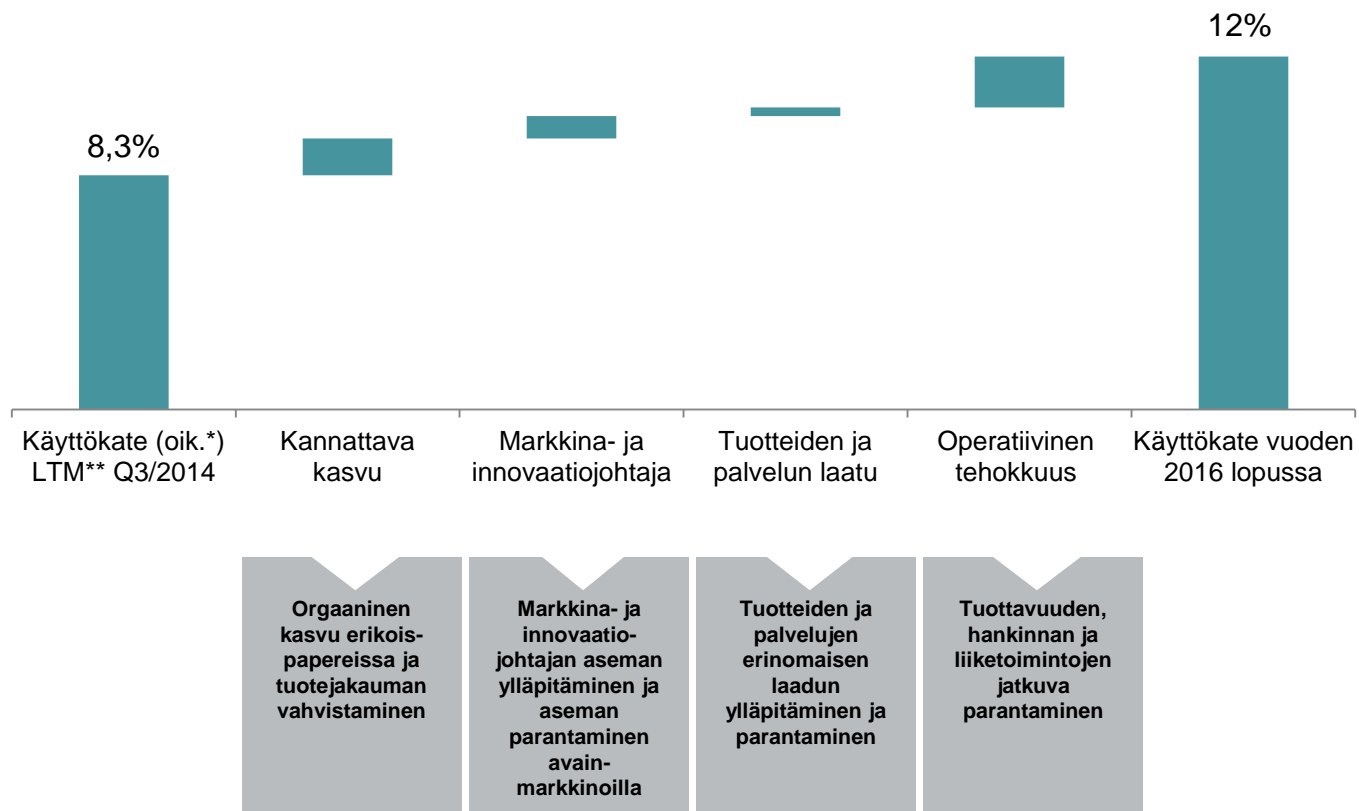 12%
8,3%
Käyttökate (oik.*)
LTM** Q3/2014
Kannattava
kasvu
Markkina- ja
innovaatiojohtaja
Tuotteiden ja
palvelun laatu
Operatiivinen
tehokkuus
Käyttökate vuoden
2016 lopussa
Orgaaninen
kasvu erikois-
papereissa ja
tuotejakauman
vahvistaminen
Markkina- ja
innovaatio-
johtajan aseman
ylläpitäminen ja
aseman
parantaminen
avain-
markkinoilla
Tuotteiden ja
palvelujen
erinomaisen
laadun
ylläpitäminen ja
parantaminen
Tuottavuuden,
hankinnan ja
liiketoimintojen
jatkuva
parantaminen